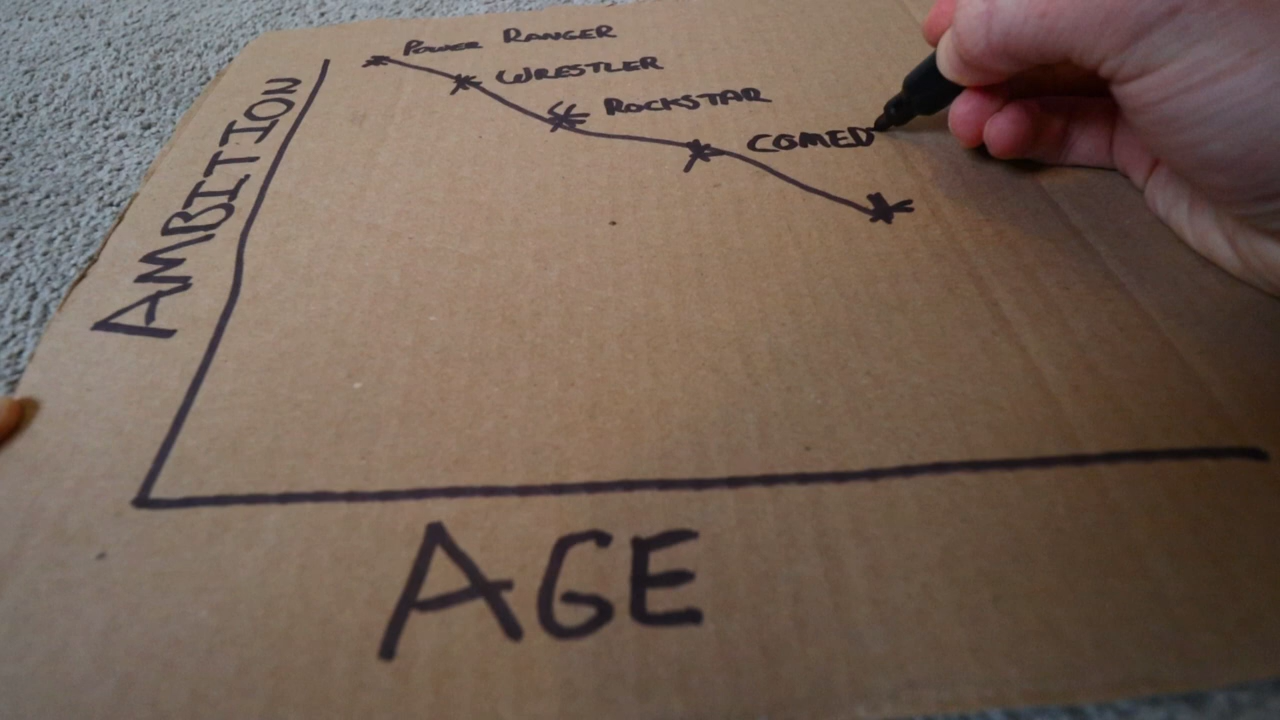 POWER RANGER
WRESTLER
ROCKSTAR
COMED
AMBITION
AGE